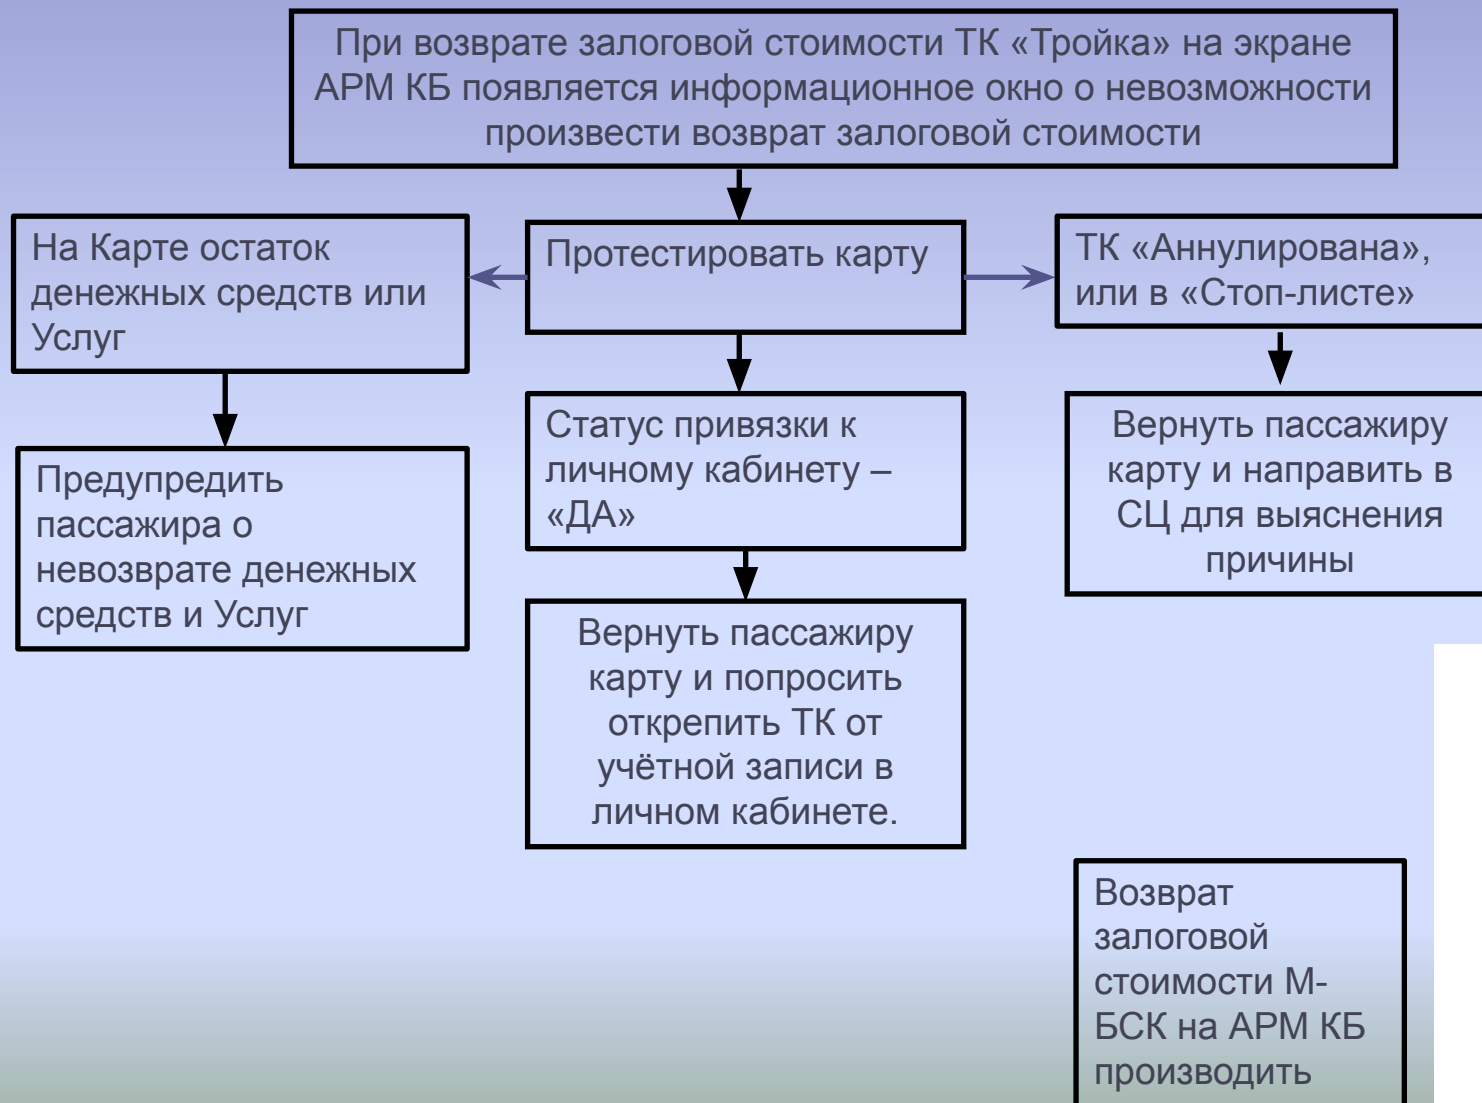 При возврате залоговой стоимости ТК «Тройка» на экране
АРМ КБ появляется информационное окно о невозможности
произвести возврат залоговой стоимости
На Карте остаток
денежных средств или
Услуг
Протестировать карту
ТК «Аннулирована»,
или в «Стоп-листе»
Предупредить
пассажира о
невозврате денежных
средств и Услуг
Статус привязки к
личному кабинету –
«ДА»
Вернуть пассажиру
карту и направить в
СЦ для выяснения
причины
Вернуть пассажиру
карту и попросить
открепить ТК от
учётной записи в
личном кабинете.
Возврат
залоговой
стоимости М-
БСК на АРМ КБ
производить